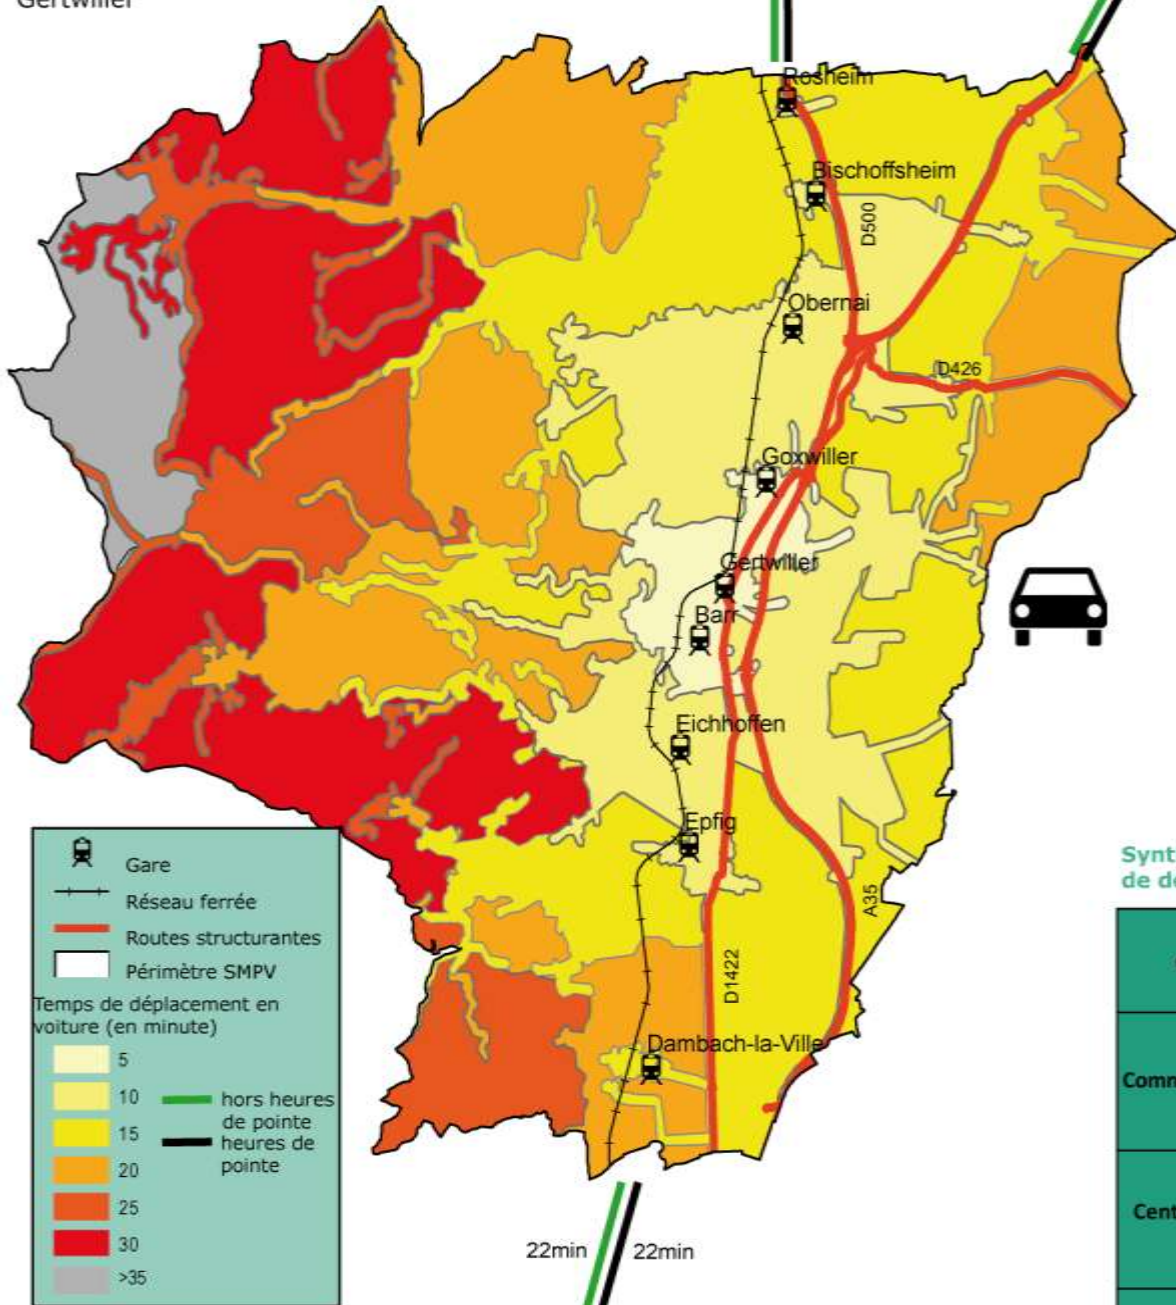 Gertwiller
Rosheim
Bischoffsheim
D500
Obernai
D426
Goxwiller
Gertwiller
Barr
Eichhoffen
Epfig
A35
D1422
Dambach-la-Ville
Gare
Réseau ferrée
Routes structurantes
Périmètre SMPV
Temps de déplacement en
voiture (en minute)
5
10
15
20
25
30
>35
hors heures
de pointe
heures de
pointe
22min 22min
Synt
de d
Comm
Cent